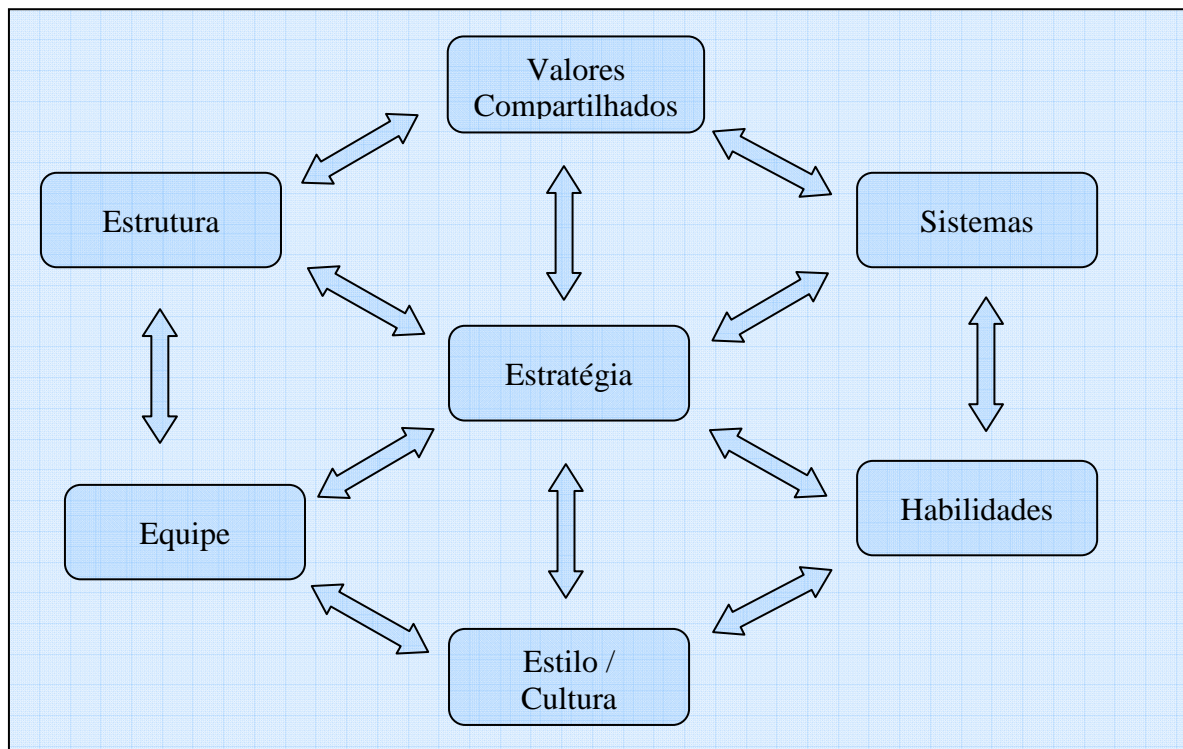 Valores
Compartilhados
Estrutura
Sistemas
Estratégia
Equipe
Habilidades
Estilo /
Cultura